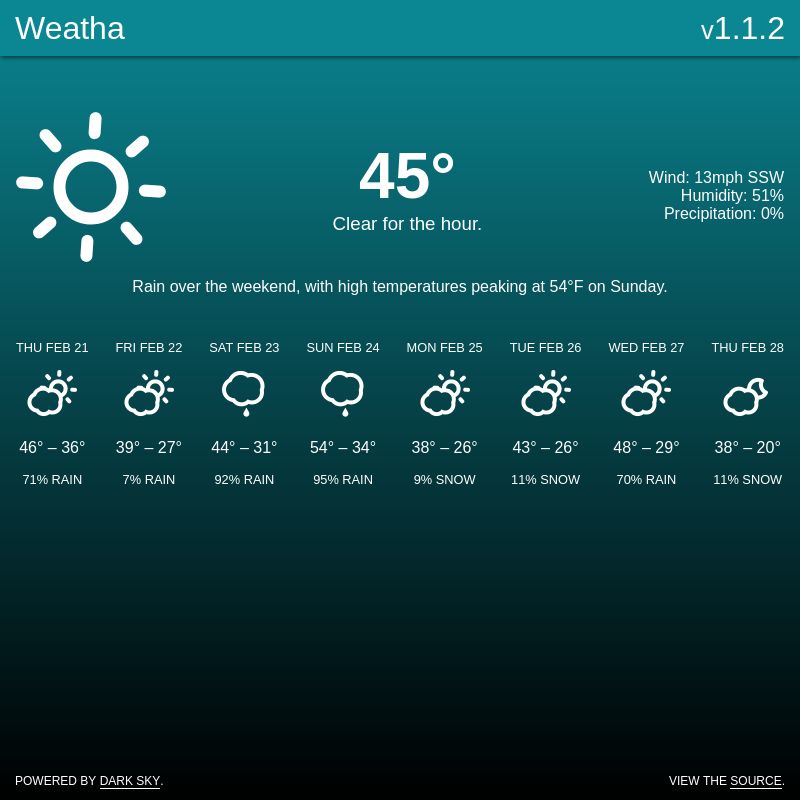 Weatha
v1.1.2
45°
Clear for the hour.
Wind: 13mph SSW
Humidity: 51%
Precipitation: 0%
Rain over the weekend, with high temperatures peaking at 54°F on Sunday.
THU FEB 21 FRI FEB 22 SAT FEB 23 SUN FEB 24 MON FEB 25 TUE FEB 26 WED FEB 27 THU FEB 28
46° – 36° 39° – 27° 44° – 31° 54° – 34° 38° – 26° 43° – 26° 48° – 29° 38° – 20°
71% RAIN 7% RAIN 92% RAIN 95% RAIN 9% SNOW 11% SNOW 70% RAIN 11% SNOW
POWERED BY DARK SKY.
VIEW THE SOURCE.